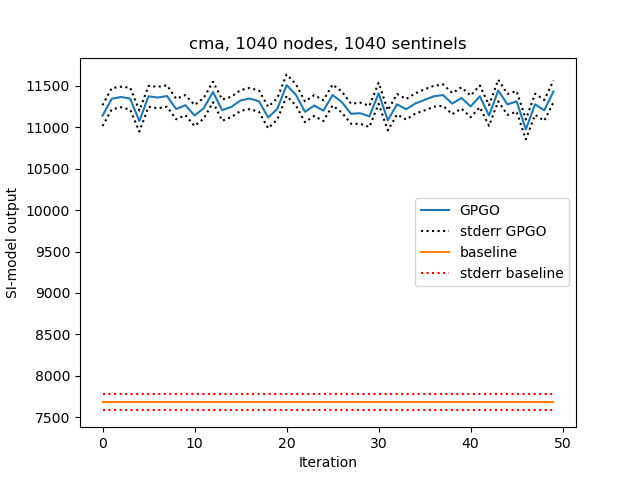 cma, 1040 nodes, 1040 sentinels
11500
11000
10500
10000
9500
9000
8500
8000
7500
SI-model output
GPGO
stderr GPGO
baseline
stderr baseline
0 10 20 30 40 50
Iteration